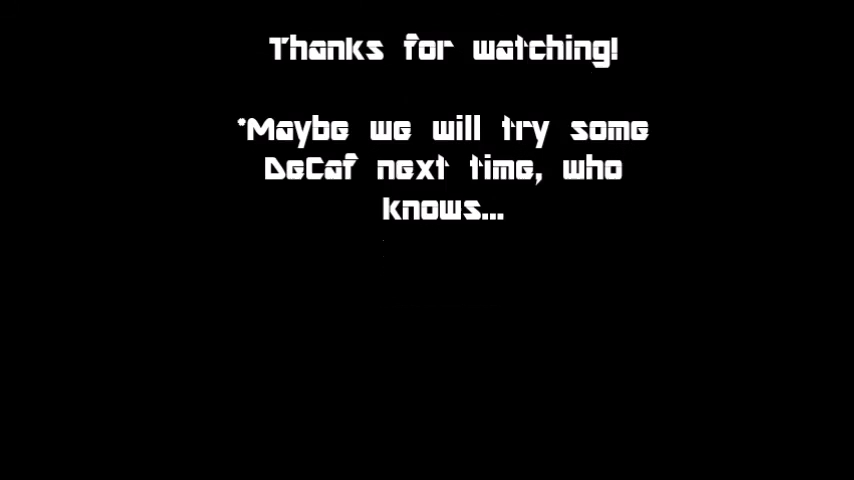 Thanks for watching!
*Maybe we will try some
DeCaf next time, who
knows...